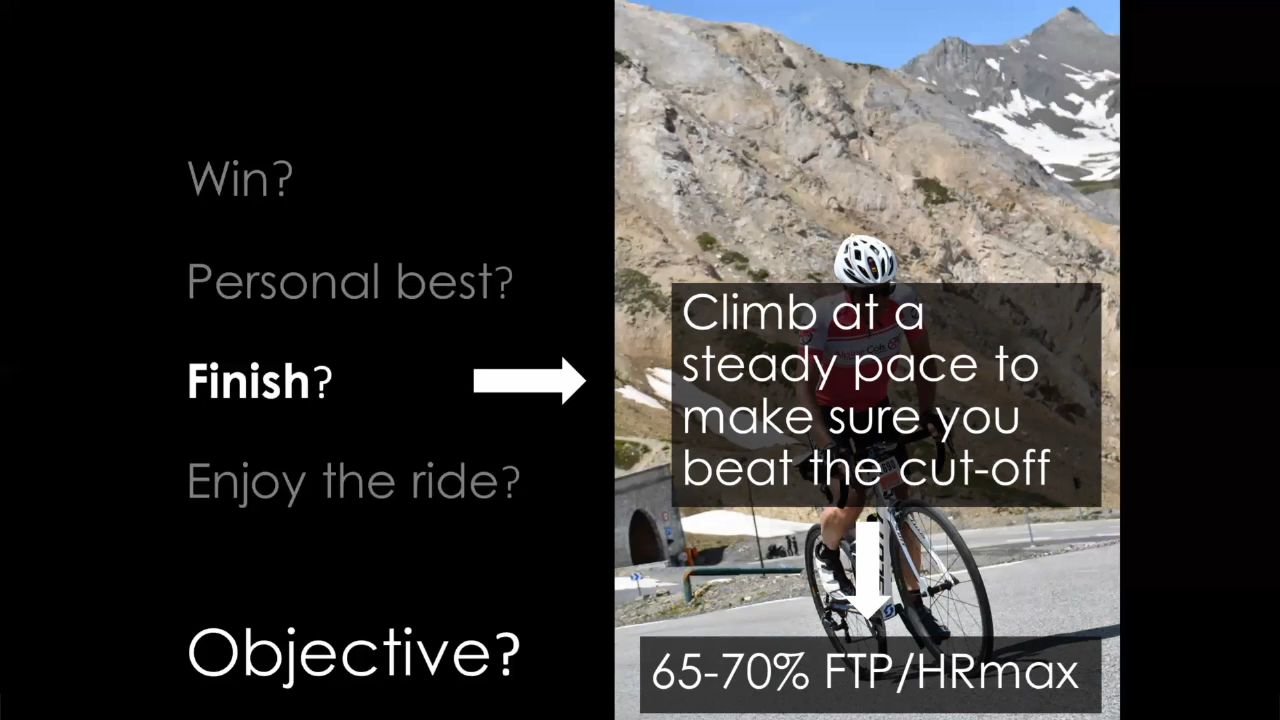 Win?
Personal best?
Finish?
Enjoy the ride?
Objective?
Climb at a
steady pace to
make sure you
beat the cut-off
65-70% FTP/HRmax